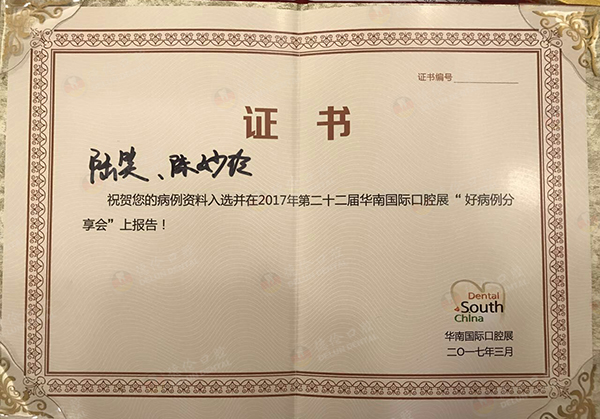 证书编号
证书
陆昊、陈妙玲
祝贺您的病例资料入选并在2017年第二十二届华南国际口腔展“好病例分
享会”上报告！
Dental
South
China
华南国际口腔展
二〇一七年三月